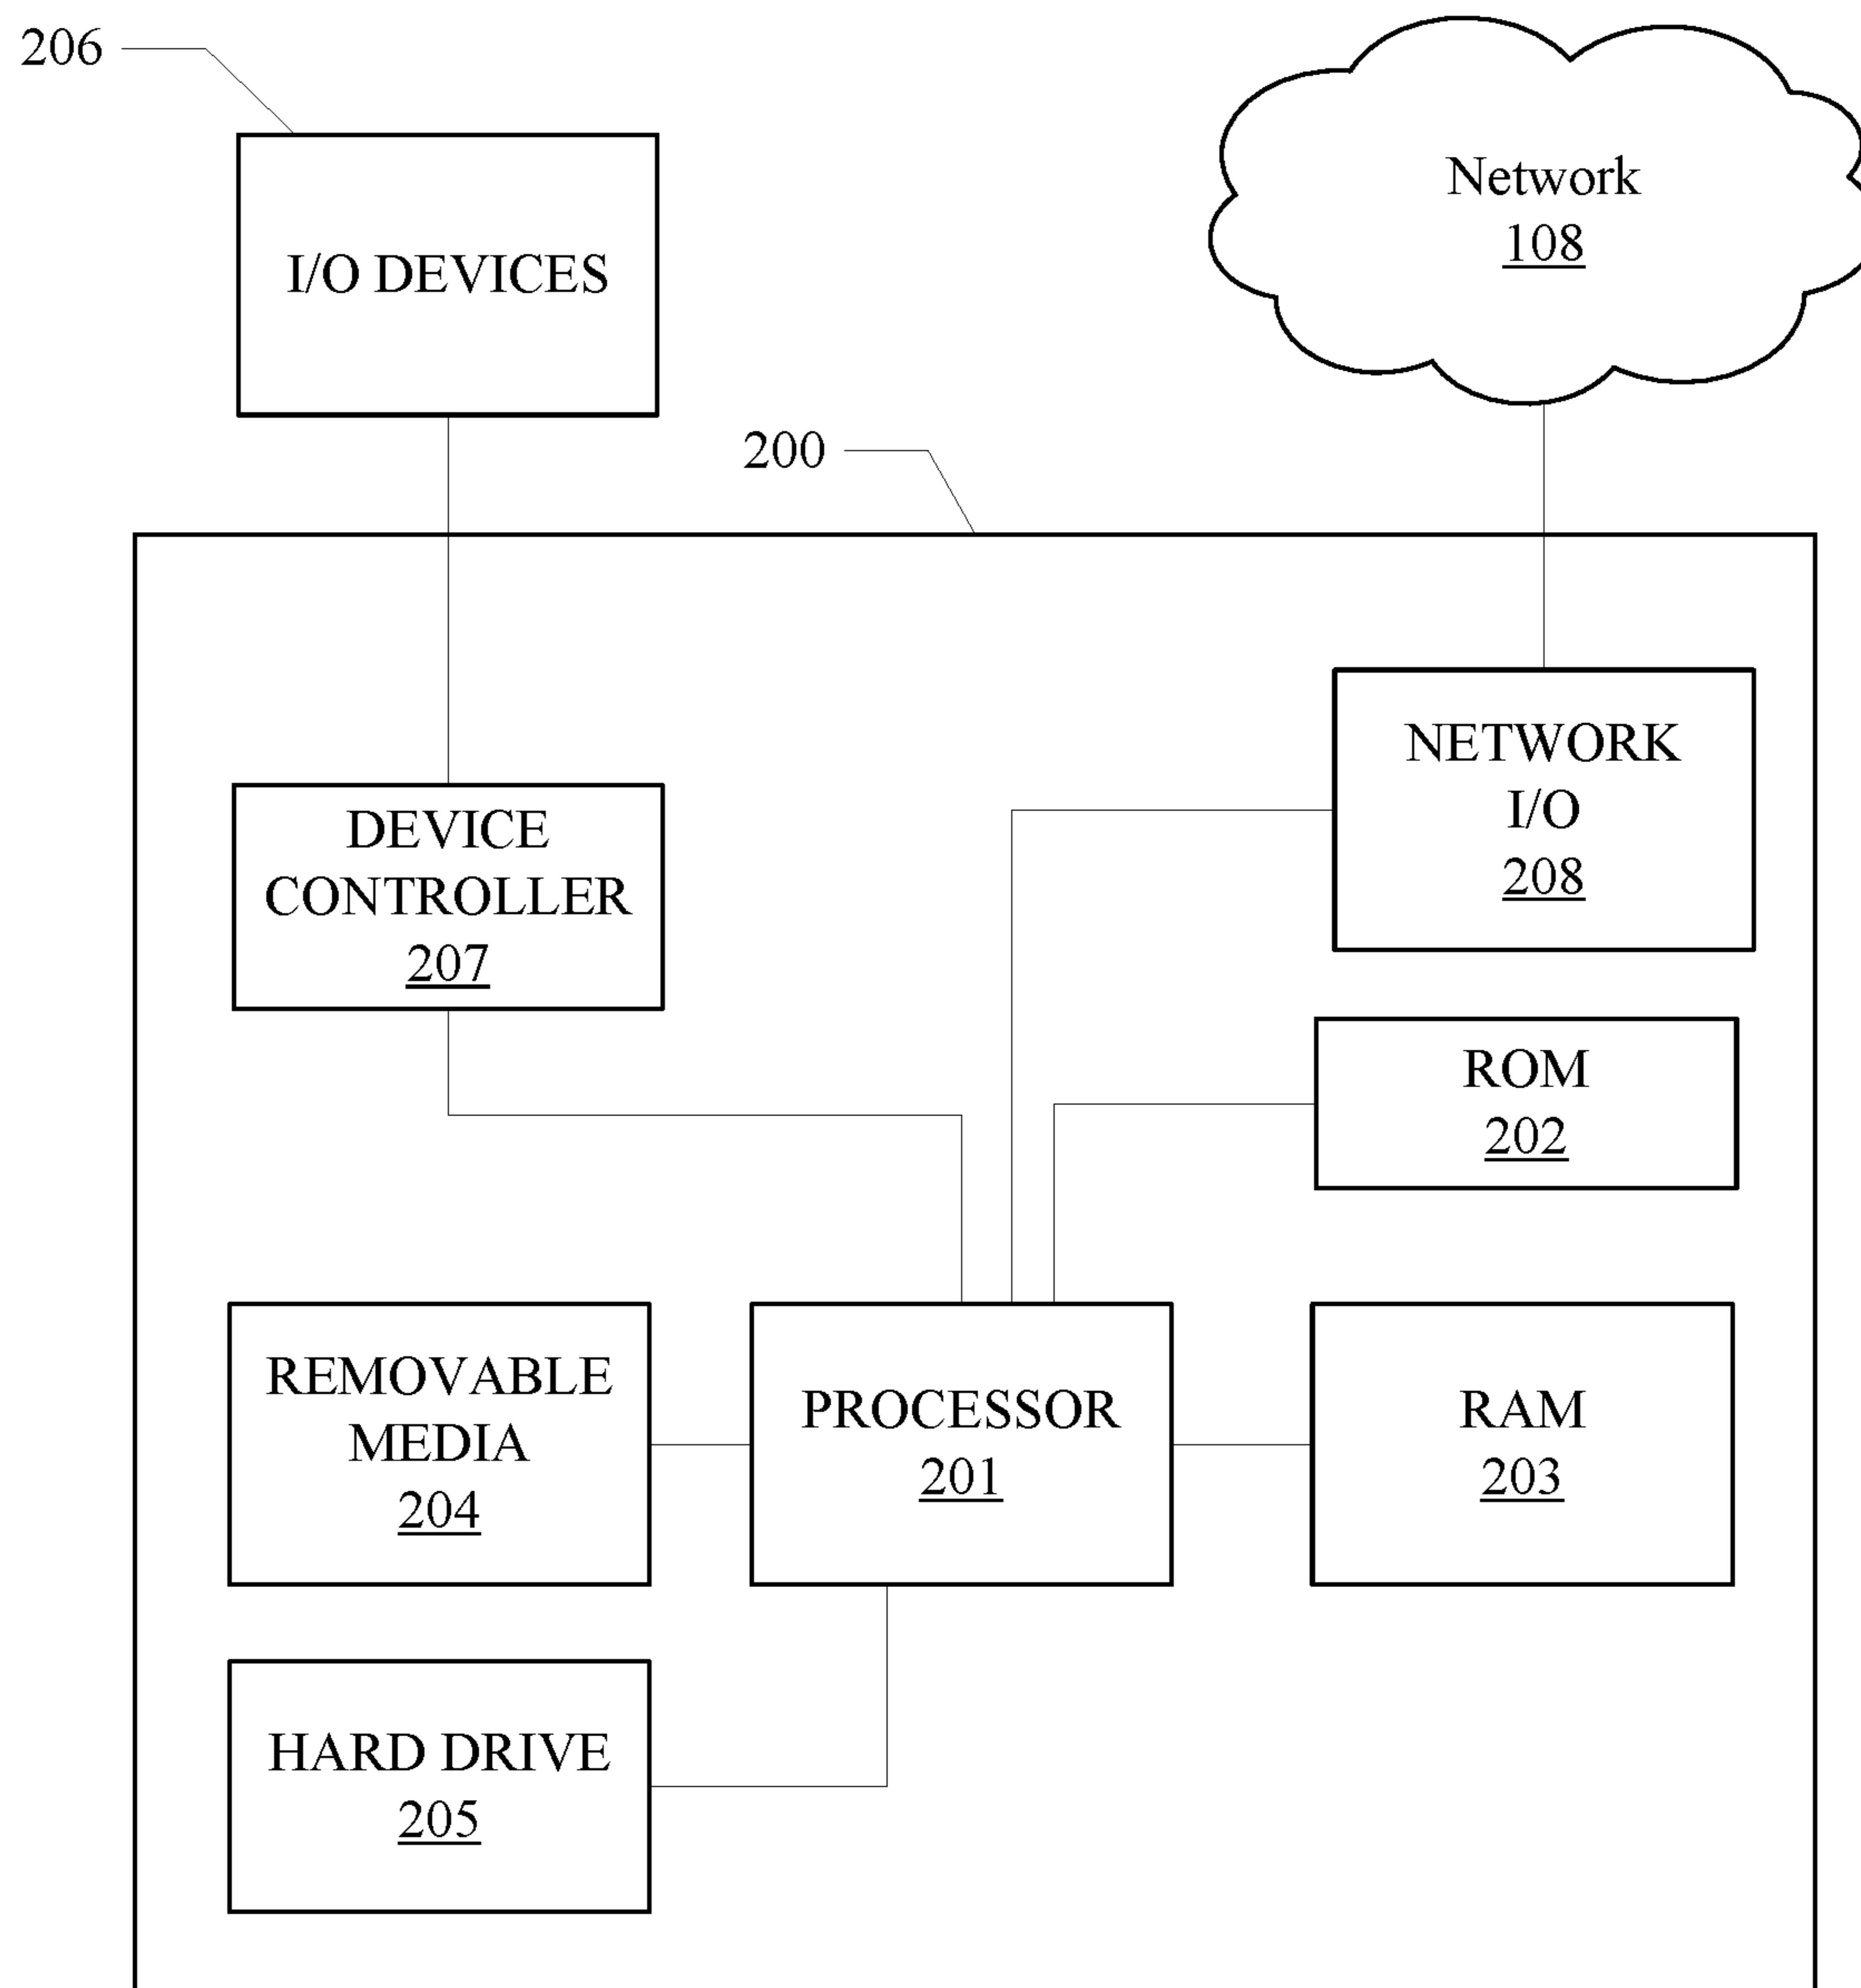 206
I/O DEVICES
Network
108
200
NETWORK
I/O
208
DEVICE
CONTROLLER
207
ROM
202
REMOVABLE
MEDIA
204
PROCESSOR
201
RAM
203
HARD DRIVE
205